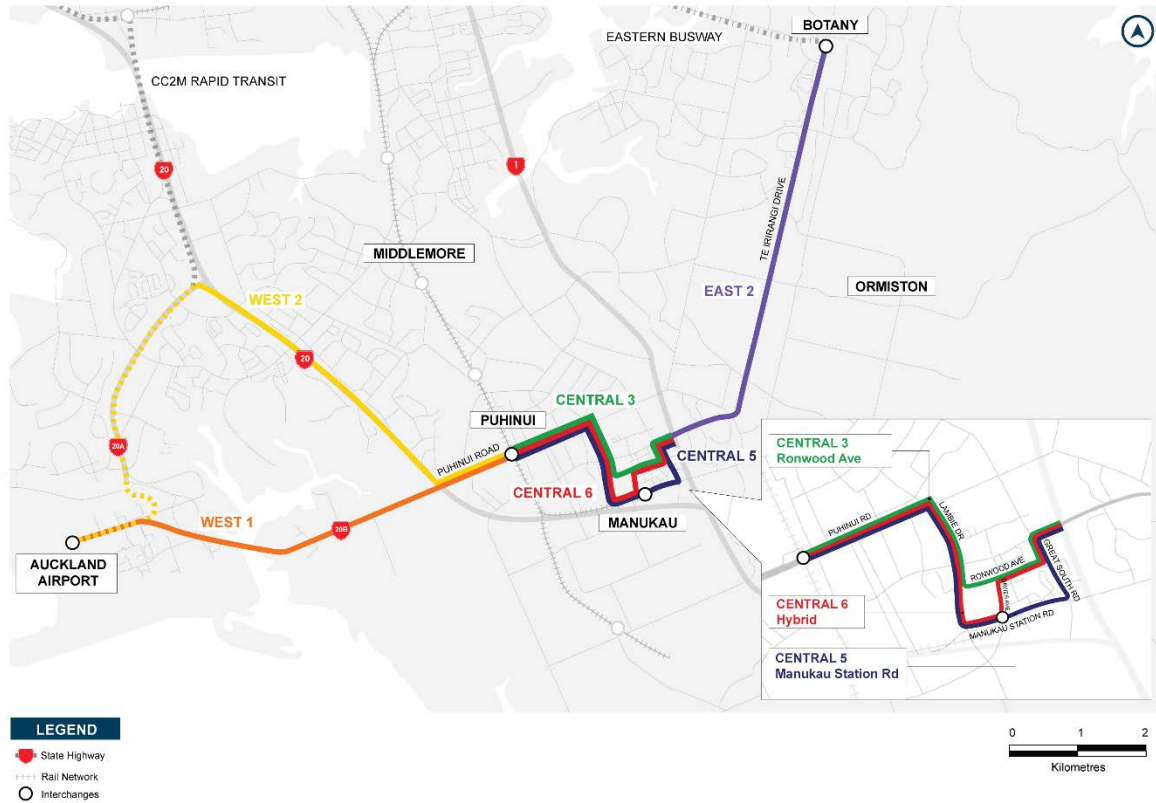 BOTANY
EASTERN BUSWAY
CC2M RAPID TRANSIT
20
1
TE IRIRANGI DRIVE
MIDDLEMORE
ORMISTON
EAST 2
WEST 2
20
CENTRAL 3
PUHINUI
20A
PUHINUI ROAD
CENTRAL 5
CENTRAL 6
MANUKAU
WEST 1
20B
AUCKLAND
AIRPORT
CENTRAL 3
Ronwood Ave
PUHINUI RD
LAMBIE DR
RONWOOD AVE
GREAT SOUTH RD
DAVIES AVE
MANUKAU STATION RD
CENTRAL 6
Hybrid
CENTRAL 5
Manukau Station Rd
LEGEND
State Highway
Rail Network
Interchanges
0 1 2
Kilometres